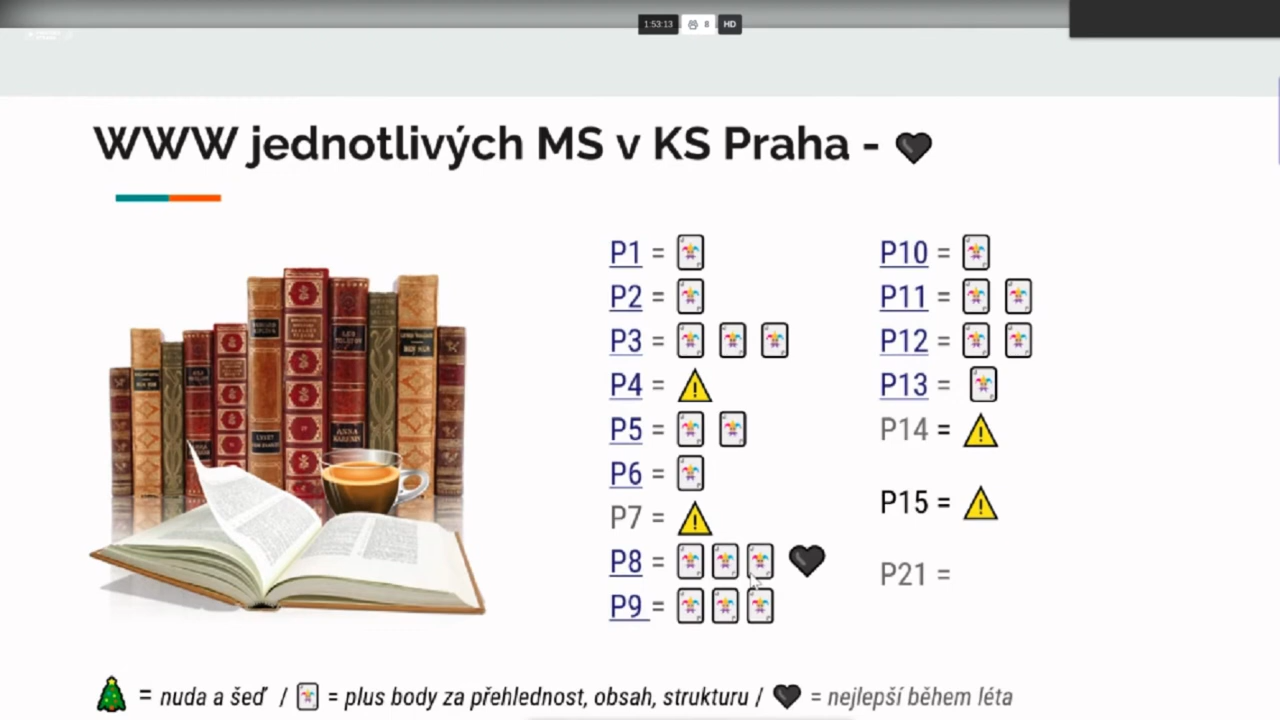 1:53:13 8 HD
WWW jednotlivých MS v KS Praha - 🖤
P1 = 🃏
P2 = 🃏
P3 = 🃏 🃏 🃏
P4 = ⚠
P5 = 🃏 🃏
P6 = 🃏
P7 = ⚠
P8 = 🃏 🃏 🃏 🖤
P9 = 🃏 🃏 🃏
P10 = 🃏
P11 = 🃏 🃏
P12 = 🃏 🃏
P13 = 🃏
P14 = ⚠
P15 = ⚠
P21 =
🎄 = nuda a šeď / 🃏 = plus body za přehlednost, obsah, strukturu / 🖤 = nejlepší během léta